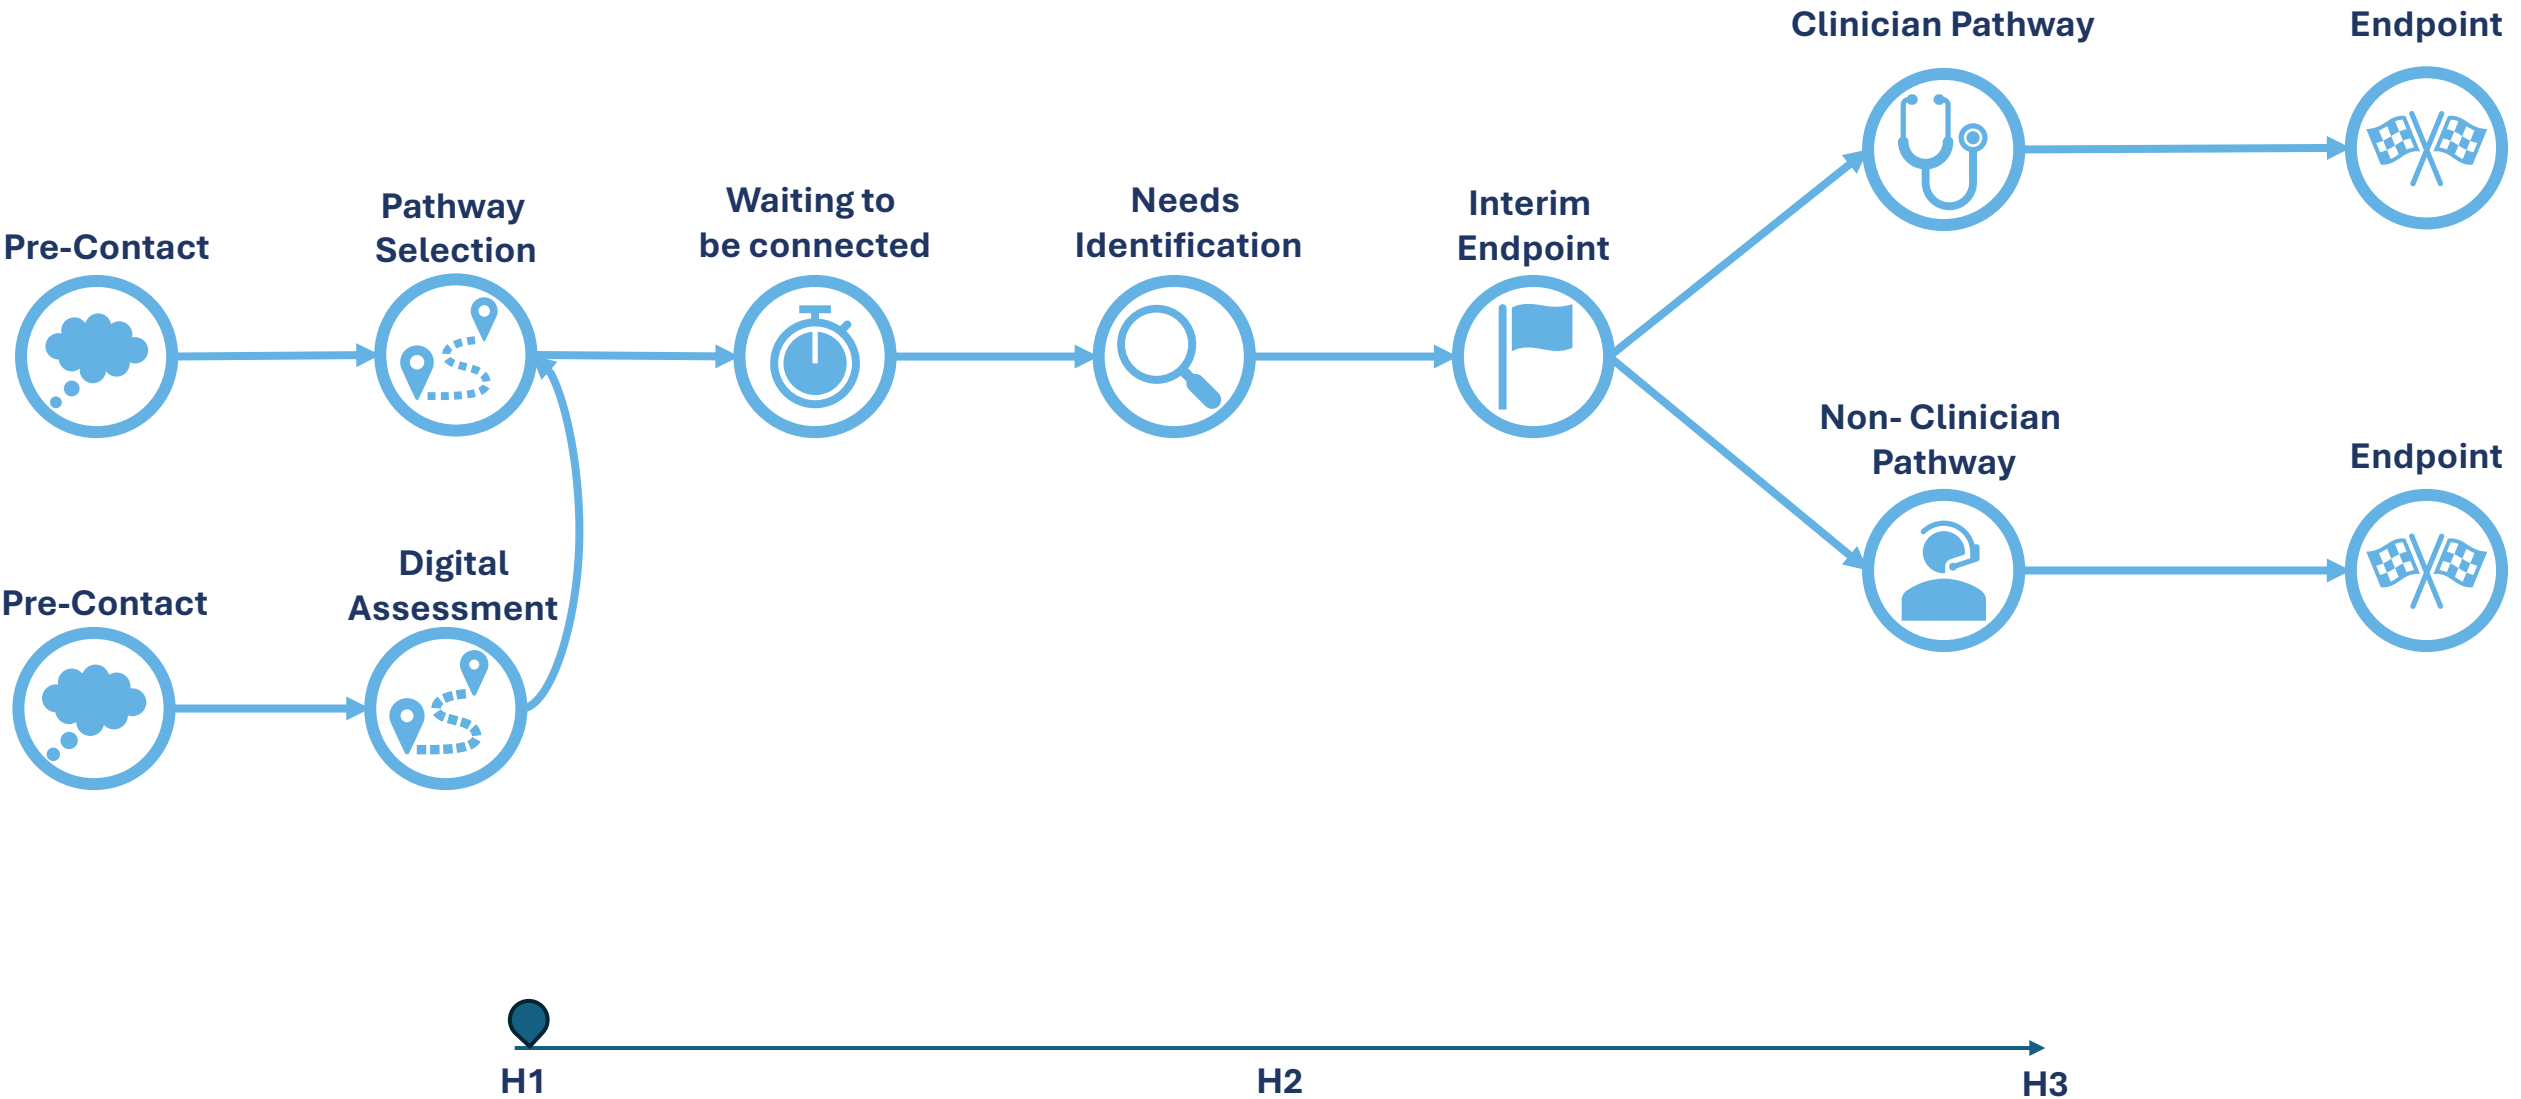 Clinician Pathway
Endpoint
Pre-Contact
Pathway
Selection
Waiting to
be connected
Needs
Identification
Interim
Endpoint
Non- Clinician
Pathway
Endpoint
Pre-Contact
Digital
Assessment
H1
H2
H3